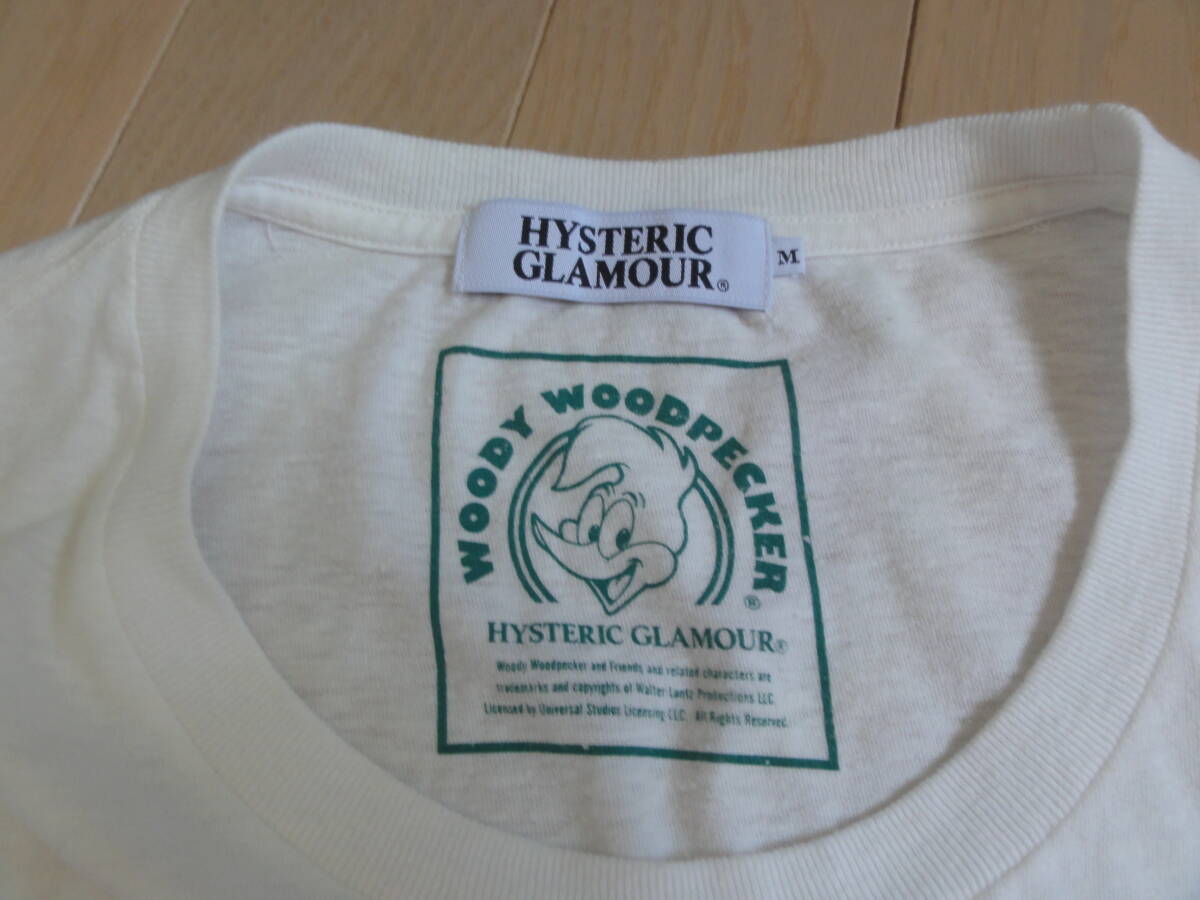 HYSTERIC
GLAMOUR®
M
WOODY WOODPECKER®
HYSTERIC GLAMOUR®
Woody Woodpecker and Friends, and related characters are
trademarks and copyrights of Walter Lantz Productions LLC.
Licensed by Universal Studios Licensing LLC. All Rights Reserved.